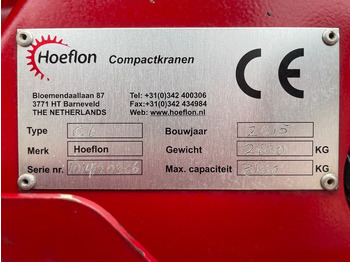 Hoeflon Compactkranen
CE
Bloemendaallaan 87 Tel: +31(0)342 400306
3771 HT Barneveld Fax:+31(0)342 434984
THE NETHERLANDS www.hoeflon.nl
Type Bouwjaar 2015
Merk Hoeflon Gewicht KG
Serie nr. Max. capaciteit KG